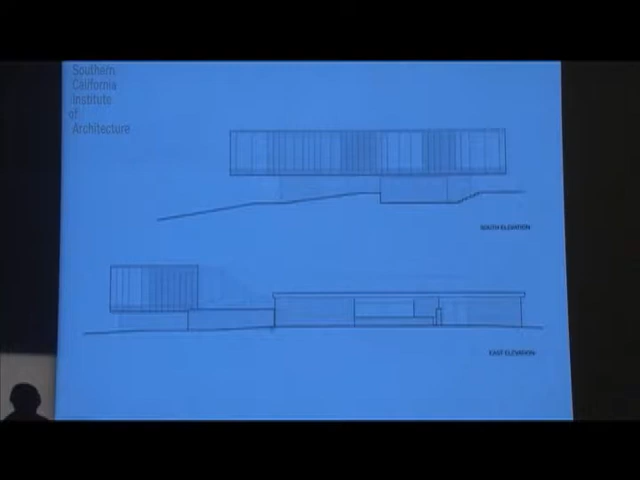 Southern
California
Institute
of
Architecture
SOUTH ELEVATION
EAST ELEVATION